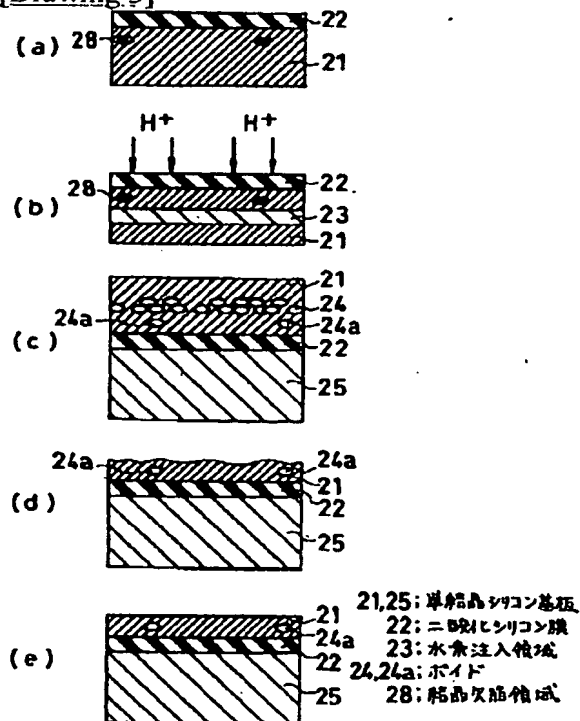 [Drawing 9]
(a) 28 22
21
H+ H+
(b) 28 22
23
21
(c) 21
24
24a 24a
22
25
(d) 24a 24a
21
22
25
(e) 21
24a
22
25
21,25; 単結晶シリコン基板
22; 二酸化シリコン膜
23; 水素注入領域
24,24a; ボイド
28; 結晶欠陥領域